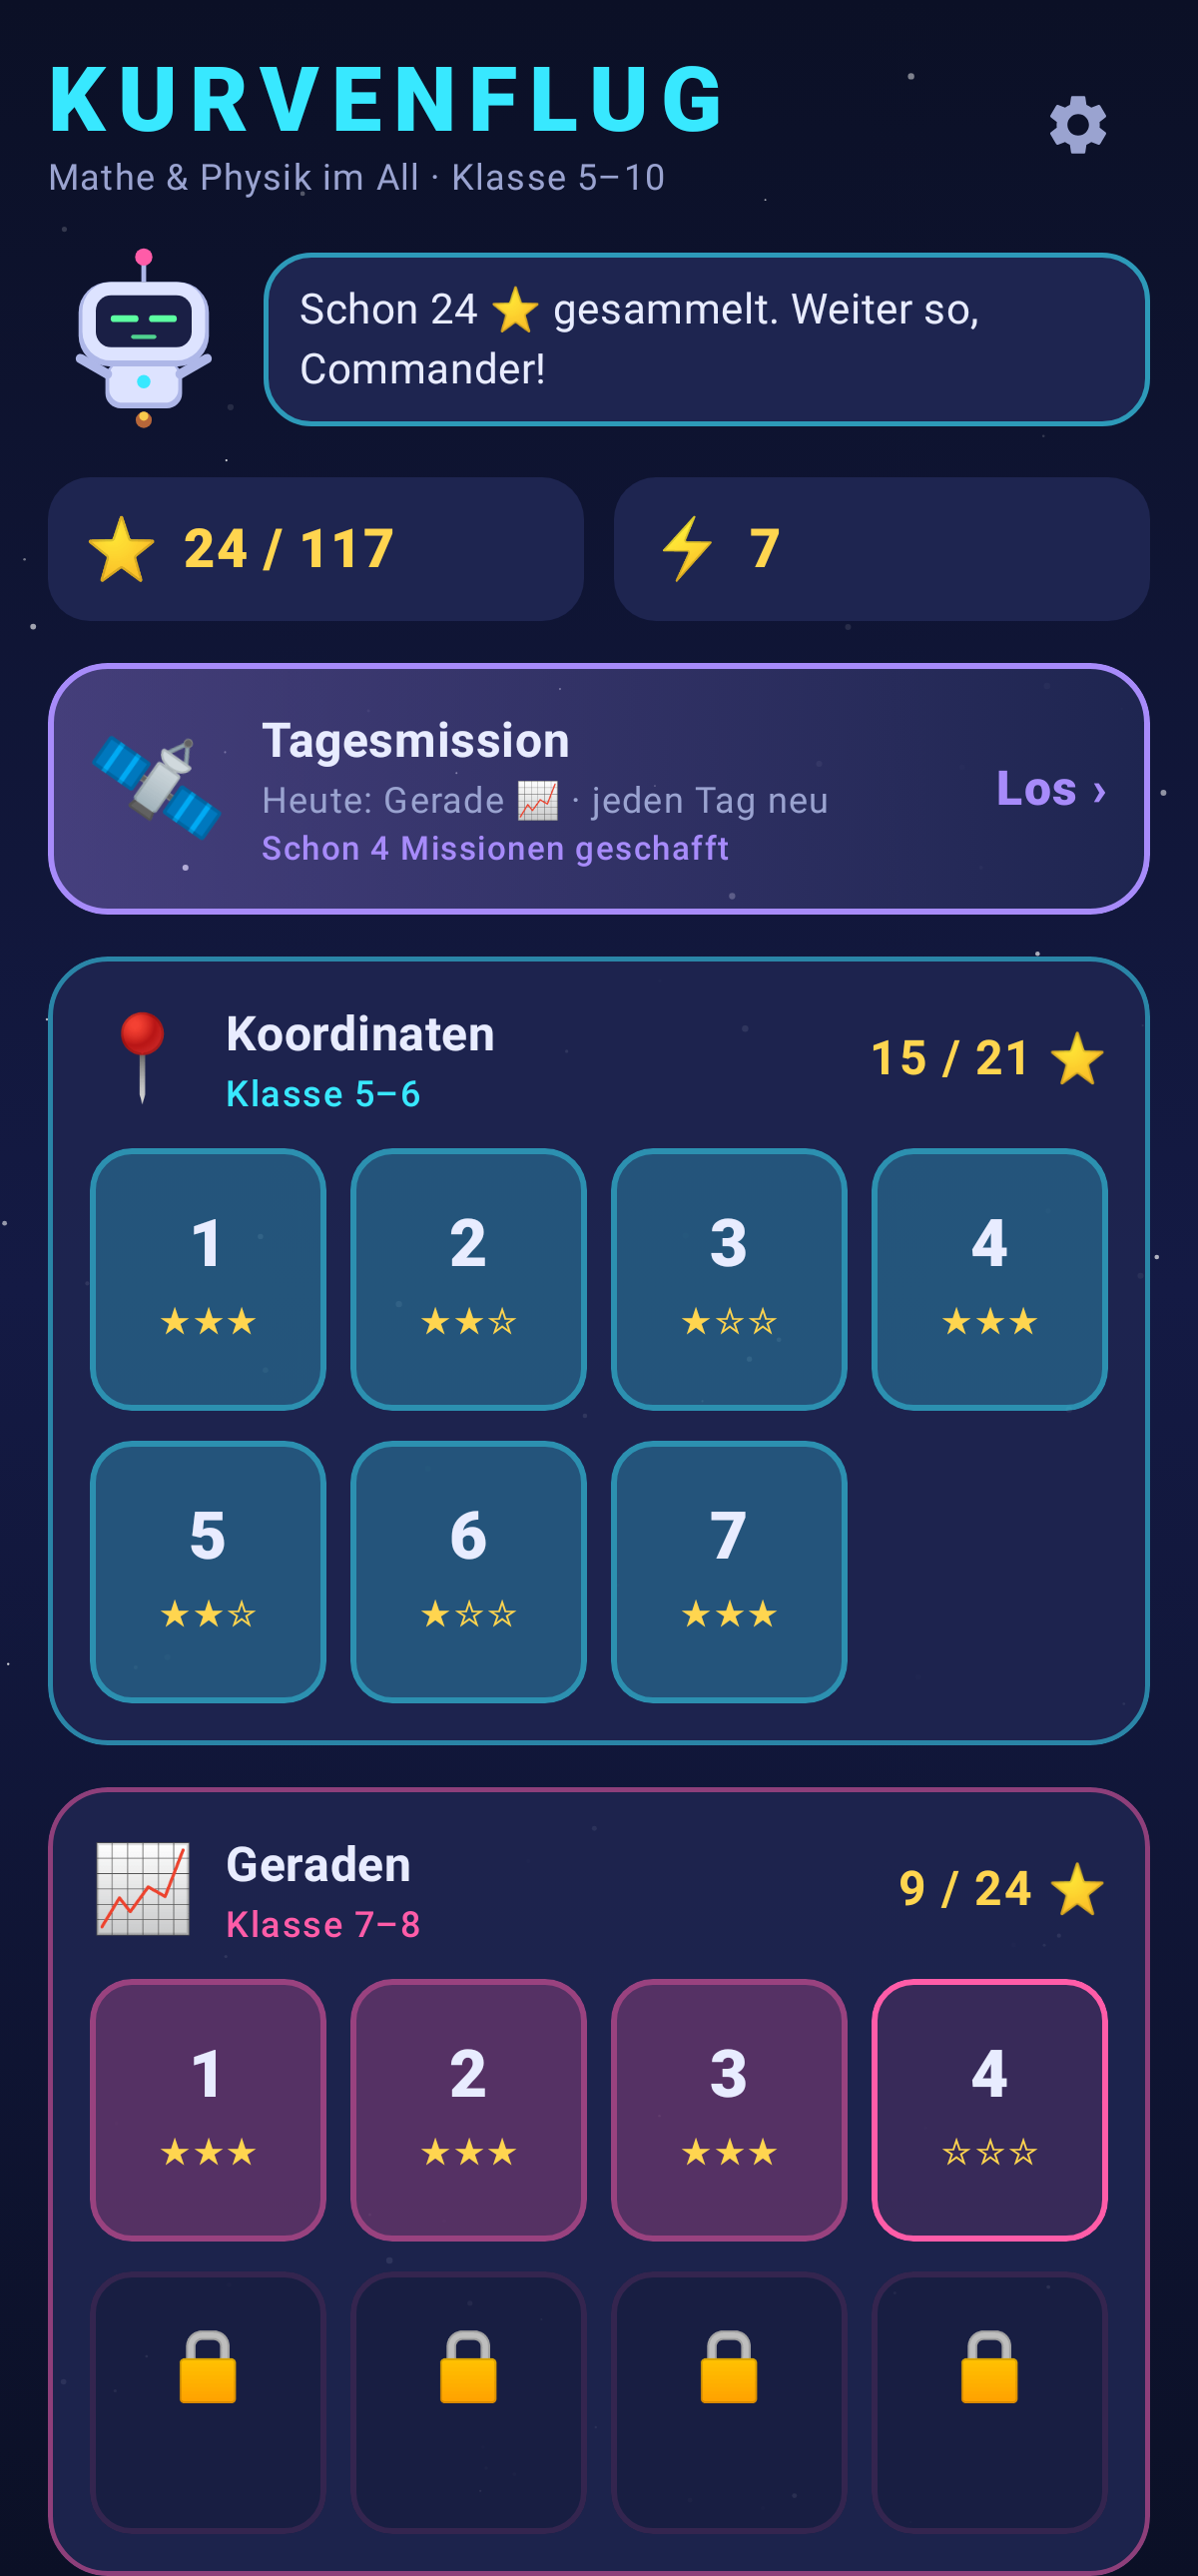 KURVENFLUG
Mathe & Physik im All · Klasse 5–10
Schon 24 ⭐ gesammelt. Weiter so,
Commander!
⭐ 24 / 117
⚡ 7
Tagesmission
Heute: Gerade 📈 · jeden Tag neu
Schon 4 Missionen geschafft
Los ›
Koordinaten
Klasse 5–6
15 / 21 ⭐
1 2 3 4
★★★ ★★☆ ★☆☆ ★★★
5 6 7
★★☆ ★☆☆ ★★★
Geraden
Klasse 7–8
9 / 24 ⭐
1 2 3 4
★★★ ★★★ ★★★ ☆☆☆